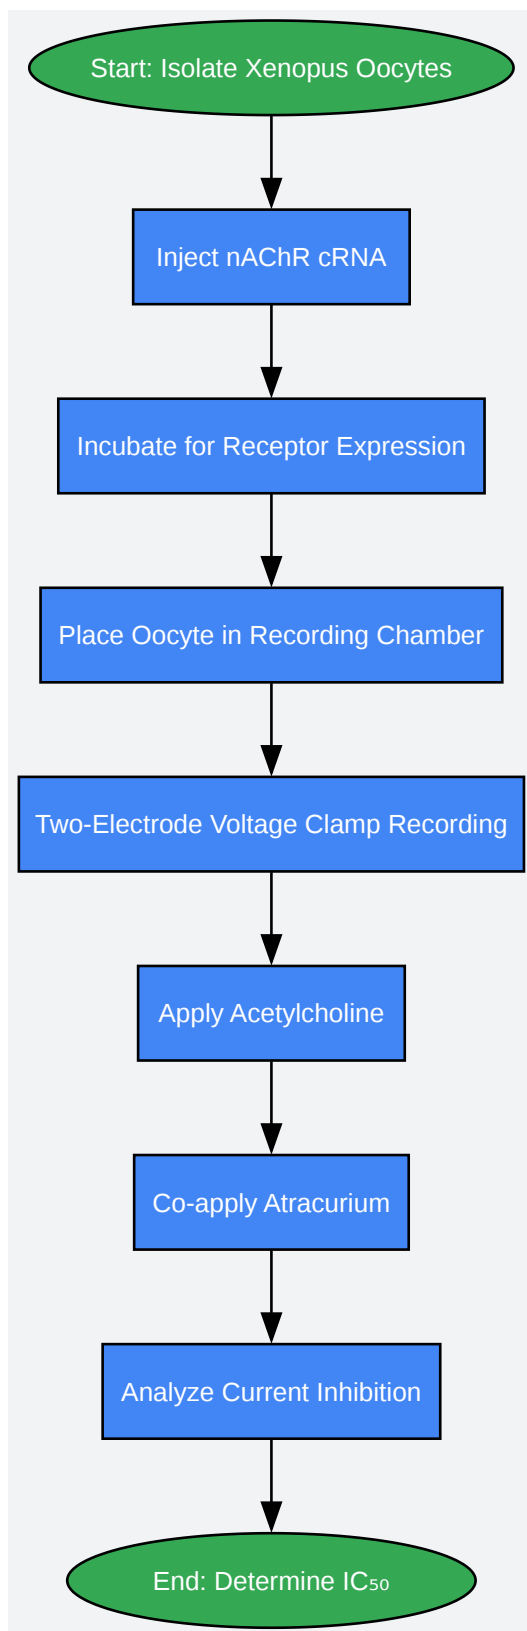 Start: Isolate Xenopus Oocytes
Inject nAChR cRNA
Incubate for Receptor Expression
Place Oocyte in Recording Chamber
Two-Electrode Voltage Clamp Recording
Apply Acetylcholine
Co-apply Atracurium
Analyze Current Inhibition
End: Determine IC₅₀